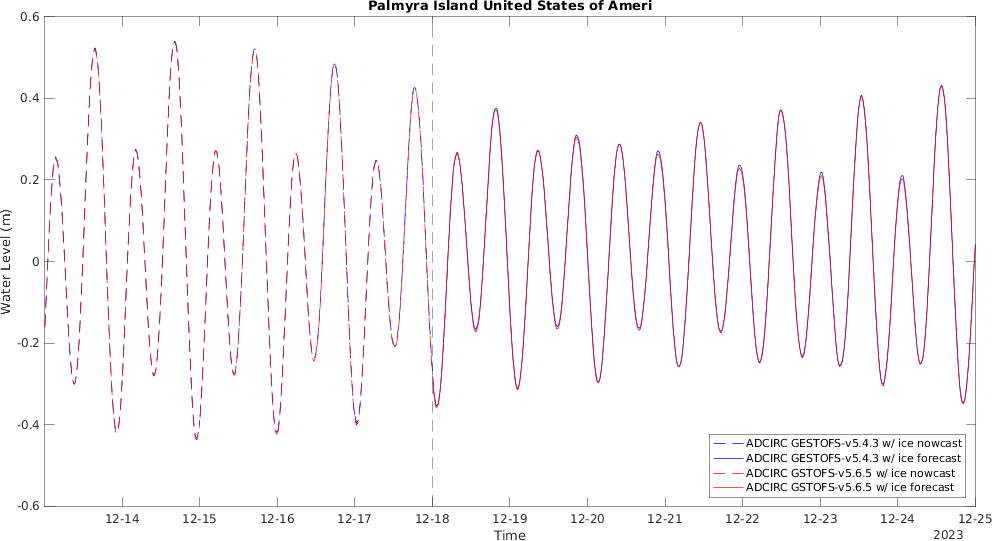 Palmyra Island United States of Ameri
0.6
0.4
0.2
0
-0.2
-0.4
-0.6
Water Level (m)
ADCIRC GESTOFS-v5.4.3 w/ ice nowcast
ADCIRC GESTOFS-v5.4.3 w/ ice forecast
ADCIRC GSTOFS-v5.6.5 w/ ice nowcast
ADCIRC GSTOFS-v5.6.5 w/ ice forecast
12-14 12-15 12-16 12-17 12-18 12-19 12-20 12-21 12-22 12-23 12-24 12-25
Time
2023